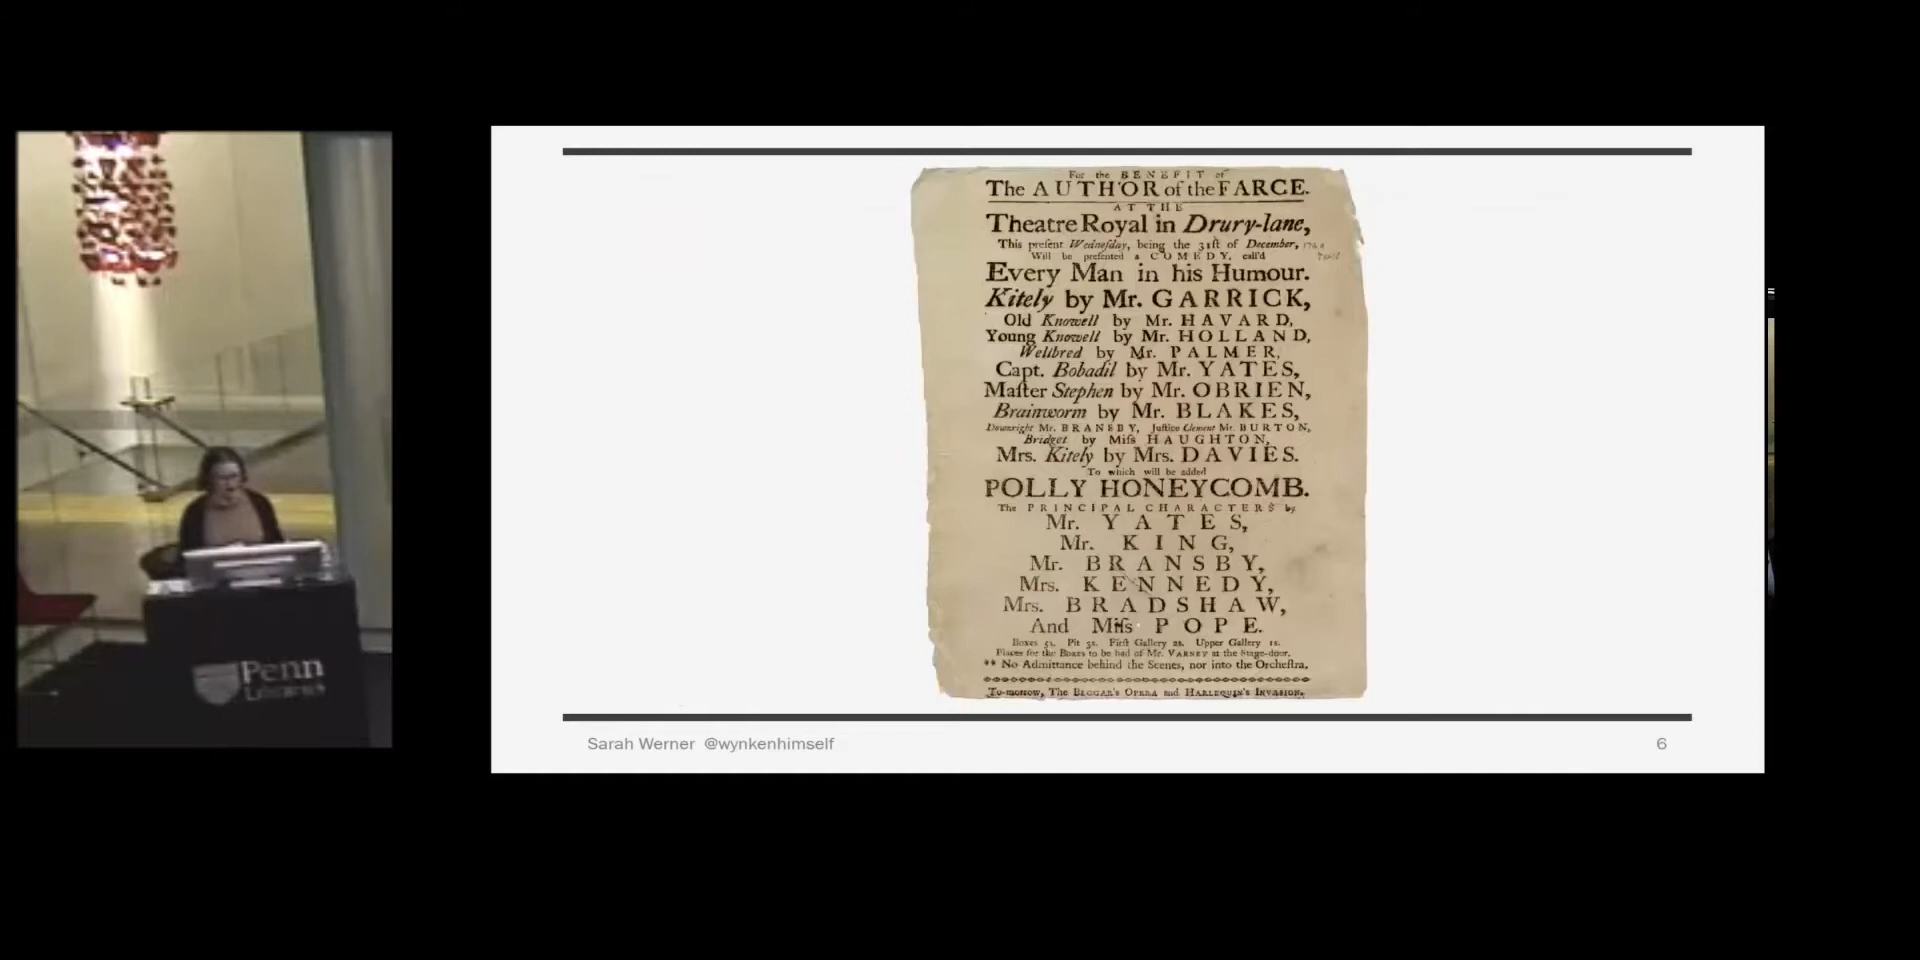 For the BENEFIT of
The AUTHOR of the FARCE.
AT THE
Theatre Royal in Drury-lane,
This preſent Wedneſday, being the 31ſt of December, 1760
Will be preſented a COMEDY, call'd
Every Man in his Humour.
Kitely by Mr. GARRICK,
Old Knowell by Mr. HAVARD,
Young Knowell by Mr. HOLLAND,
Wellbred by Mr. PALMER,
Capt. Bobadil by Mr. YATES,
Maſter Stephen by Mr. OBRIEN,
Brainworm by Mr. BLAKES,
Downright Mr. BRANSBY, Juſtice Clement Mr. BURTON,
Bridget by Miſs HAUGHTON,
Mrs. Kitely by Mrs. DAVIES.
To which will be added
POLLY HONEYCOMB.
The PRINCIPAL CHARACTERS by
Mr. YATES,
Mr. KING,
Mr. BRANSBY,
Mrs. KENNEDY,
Mrs. BRADSHAW,
And Miſs POPE.
Boxes 5s. Pit 3s. Firſt Gallery 2s. Upper Gallery 1s.
Places for the Boxes to be had of Mr. VARNEY at the Stage-door.
** No Admittance behind the Scenes, nor into the Orcheſtra.
To-morrow, The BEGGAR's OPERA and HARLEQUIN's INVASION.
Sarah Werner @wynkenhimself
6
Penn
Libraries